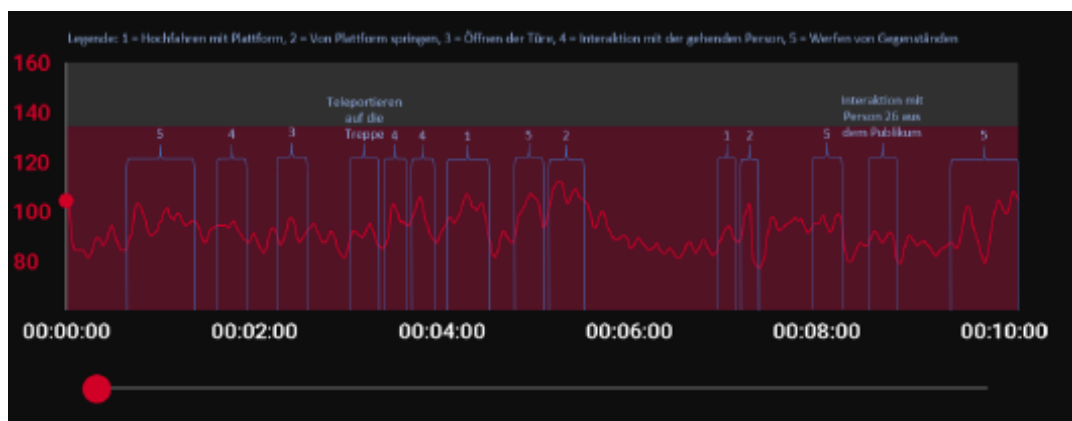 Legende: 1 = Hochfahren mit Plattform, 2 = Von Plattform springen, 3 = Öffnen der Türe, 4 = Interaktion mit der gehenden Person, 5 = Werfen von Gegenständen
160
140
120
100
80
Teleportieren
auf die
Treppe
Interaktion mit
Person 26 aus
dem Publikum
5 4 3 4 4 1 5 2 1 2 5 5
00:00:00 00:02:00 00:04:00 00:06:00 00:08:00 00:10:00